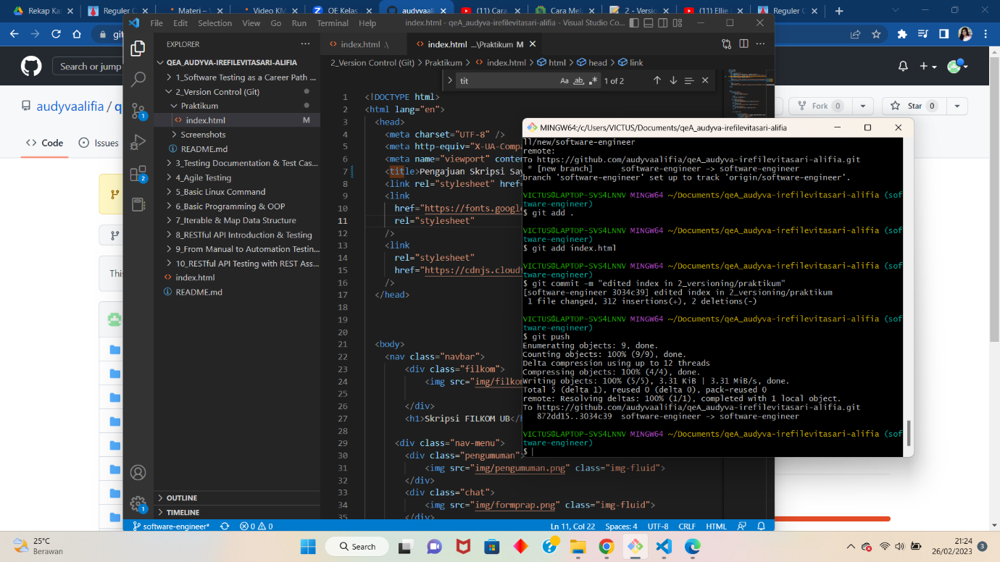 Rekap Ka
Reguler C
Materi –
Video KM
QE Kelas
audyvaal
(11) Cara
Cara Me
2 - Versio
(11) Ellie
Reguler C
File Edit Selection View Go Run Terminal Help
index.html - qeA_audyva-irefilevitasari-alifia - Visual Studio Co...
git
Search or jump
audyvaalifia / q
Fork 0
Star 0
Code
Issues
This
EXPLORER
QEA_AUDYVA-IREFILEVITASARI-ALIFIA
1_Software Testing as a Career Path ...
2_Version Control (Git)
Praktikum
index.html M
Screenshots
README.md
3_Testing Documentation & Test Cas...
4_Agile Testing
5_Basic Linux Command
6_Basic Programming & OOP
7_Iterable & Map Data Structure
8_RESTful API Introduction & Testing
9_From Manual to Automation Testin...
10_RESTful API Testing with REST Ass...
index.html
README.md
OUTLINE
TIMELINE
1
2
1
index.html .\
index.html ...\Praktikum M
2_Version Control (Git) > Praktikum > index.html > html > head > link
tit Aa ab 1 of 2
1 <!DOCTYPE html>
2 <html lang="en">
3 <head>
4 <meta charset="UTF-8" />
5 <meta http-equiv="X-UA-Compa
6 <meta name="viewport" conten
7 <title>Pengajuan Skripsi Say
8 <link rel="stylesheet" href=
9 <link
10 href="https://fonts.google
11 rel="stylesheet"
12 />
13 <link
14 rel="stylesheet"
15 href="https://cdnjs.cloudf
16 />
17 </head>
18
19
20
21 <body>
22 <nav class="navbar">
23 <div class="filkom">
24 <img src="img/filkom
25
26 </div>
27 <h1>Skripsi FILKOM UB</h
28
29 <div class="nav-menu">
30 <div class="pengumuman">
31 <img src="img/pengumuman.png" class="img-fluid">
32 </div>
33 <div class="chat">
34 <img src="img/formprap.png" class="img-fluid">
35 </div>
MINGW64:/c/Users/VICTUS/Documents/qeA_audyva-irefilevitasari-alifia
ll/new/software-engineer
remote:
To https://github.com/audyvaalifia/qeA_audyva-irefilevitasari-alifia.git
* [new branch] software-engineer -> software-engineer
branch 'software-engineer' set up to track 'origin/software-engineer'.
VICTUS@LAPTOP-SVS4LNNV MINGW64 ~/Documents/qeA_audyva-irefilevitasari-alifia (sof
tware-engineer)
$ git add .
VICTUS@LAPTOP-SVS4LNNV MINGW64 ~/Documents/qeA_audyva-irefilevitasari-alifia (sof
tware-engineer)
$ git add index.html
VICTUS@LAPTOP-SVS4LNNV MINGW64 ~/Documents/qeA_audyva-irefilevitasari-alifia (sof
tware-engineer)
$ git commit -m "edited index in 2_versioning/praktikum"
[software-engineer 3034c39] edited index in 2_versioning/praktikum
1 file changed, 312 insertions(+), 2 deletions(-)
VICTUS@LAPTOP-SVS4LNNV MINGW64 ~/Documents/qeA_audyva-irefilevitasari-alifia (sof
tware-engineer)
$ git push
Enumerating objects: 9, done.
Counting objects: 100% (9/9), done.
Delta compression using up to 12 threads
Compressing objects: 100% (4/4), done.
Writing objects: 100% (5/5), 3.31 KiB | 3.31 MiB/s, done.
Total 5 (delta 1), reused 0 (delta 0), pack-reused 0
remote: Resolving deltas: 100% (1/1), completed with 1 local object.
To https://github.com/audyvaalifia/qeA_audyva-irefilevitasari-alifia.git
872dd15..3034c39 software-engineer -> software-engineer
VICTUS@LAPTOP-SVS4LNNV MINGW64 ~/Documents/qeA_audyva-irefilevitasari-alifia (sof
tware-engineer)
$
software-engineer* 0 0
Ln 11, Col 22 Spaces: 4 UTF-8 CRLF HTML
25°C
Berawan
Search
21:24
26/02/2023
3